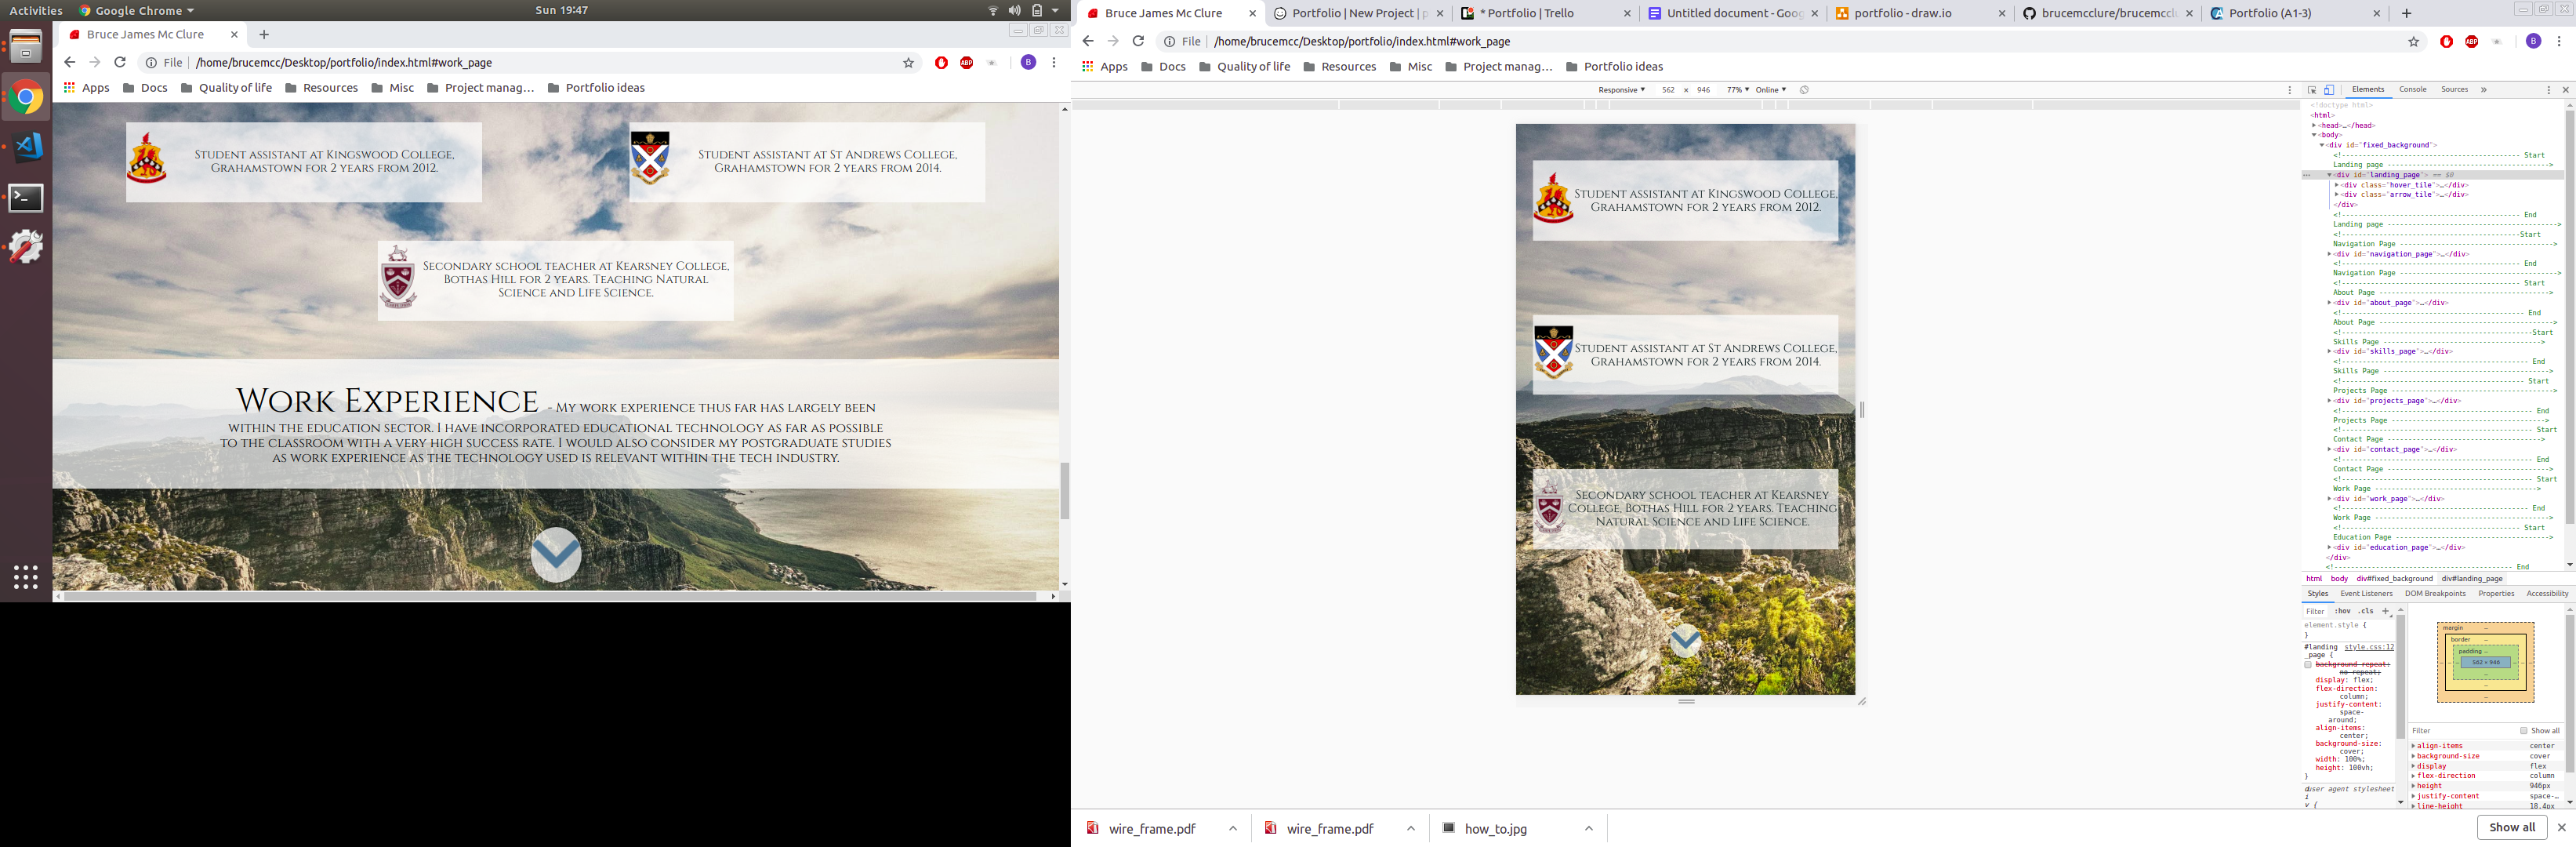 Activities
Google Chrome
Sun 19:47
Bruce James Mc Clure
File
/home/brucemcc/Desktop/portfolio/index.html#work_page
ABP
B
Apps
Docs
Quality of life
Resources
Misc
Project manag…
Portfolio ideas
Student assistant at Kingswood College,
Grahamstown for 2 years from 2012.
Student assistant at St Andrews College,
Grahamstown for 2 years from 2014.
Secondary school teacher at Kearsney College,
Bothas Hill for 2 years. Teaching Natural
Science and Life Science.
Work Experience - My work experience thus far has largely been
within the education sector. I have incorporated educational technology as far as possible
to the classroom with a very high success rate. I would also consider my postgraduate studies
as work experience as the technology used is relevant within the tech industry.
Bruce James Mc Clure
Portfolio | New Project | p
* Portfolio | Trello
Untitled document - Goog
portfolio - draw.io
brucemcclure/brucemcclu
Portfolio (A1-3)
File
/home/brucemcc/Desktop/portfolio/index.html#work_page
ABP
B
Apps
Docs
Quality of life
Resources
Misc
Project manag…
Portfolio ideas
Responsive
562 × 946
77%
Online
Student assistant at Kingswood College,
Grahamstown for 2 years from 2012.
Student assistant at St Andrews College,
Grahamstown for 2 years from 2014.
Secondary school teacher at Kearsney
College, Bothas Hill for 2 years. Teaching
Natural Science and Life Science.
Elements
Console
Sources
»
<!doctype html>
<html>
<head>…</head>
<body>
<div id="fixed_background">
<!------------------------------------------ Start
Landing page ---------------------------------------->
<div id="landing_page"> == $0
<div class="hover_tile">…</div>
<div class="arrow_tile">…</div>
</div>
<!------------------------------------------ End
Landing page ------------------------------------------>
<!------------------------------------------Start
Navigation Page -------------------------------------->
<div id="navigation_page">…</div>
<!------------------------------------------ End
Navigation Page --------------------------------------->
<!------------------------------------------ Start
About Page ------------------------------------------>
<div id="about_page">…</div>
<!------------------------------------------- End
About Page ------------------------------------------->
<!---------------------------------------------Start
Skills Page ---------------------------------------->
<div id="skills_page">…</div>
<!-------------------------------------------- End
Skills Page ------------------------------------------>
<!------------------------------------------- Start
Projects Page ---------------------------------------->
<div id="projects_page">…</div>
<!--------------------------------------------- End
Projects Page --------------------------------------->
<!--------------------------------------------- Start
Contact Page -------------------------------------->
<div id="contact_page">…</div>
<!--------------------------------------------- End
Contact Page ---------------------------------------->
<!-------------------------------------------- Start
Work Page ---------------------------------------->
<div id="work_page">…</div>
<!-------------------------------------------- End
Work Page ------------------------------------------->
<!------------------------------------------- Start
Education Page --------------------------------------->
<div id="education_page">…</div>
</div>
<!---------------------------------------- End
html
body
div#fixed_background
div#landing_page
Styles
Event Listeners
DOM Breakpoints
Properties
Accessibility
Filter
:hov
.cls
+
element.style {
}
#landing
_page {
style.css:12
background-repeat:
no-repeat;
display: flex;
flex-direction:
column;
justify-content:
space-
around;
align-items:
center;
background-size:
cover;
width: 100%;
height: 100vh;
}
user agent stylesheet
v {
margin
–
border
–
padding
–
562 × 946
Filter
Show all
align-items
center
background-size
cover
display
flex
flex-direction
column
height
946px
justify-content
space-…
line-height
18.4px
wire_frame.pdf
wire_frame.pdf
how_to.jpg
Show all